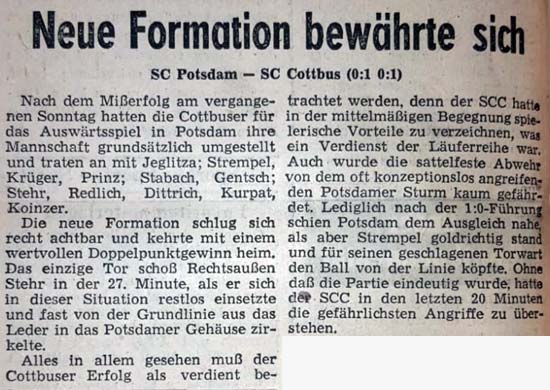 Neue Formation bewährte sich
SC Potsdam — SC Cottbus (0:1 0:1)
Nach dem Mißerfolg am vergange-
nen Sonntag hatten die Cottbuser für
das Auswärtsspiel in Potsdam ihre
Mannschaft grundsätzlich umgestellt
und traten an mit Jeglitza; Strempel,
Krüger, Prinz; Stabach, Gentsch;
Stehr, Redlich, Dittrich, Kurpat,
Koinzer.
Die neue Formation schlug sich
recht achtbar und kehrte mit einem
wertvollen Doppelpunktgewinn heim.
Das einzige Tor schoß Rechtsaußen
Stehr in der 27. Minute, als er sich
in dieser Situation restlos einsetzte
und fast von der Grundlinie aus das
Leder in das Potsdamer Gehäuse zir-
kelte.
Alles in allem gesehen muß der
Cottbuser Erfolg als verdient be-
trachtet werden, denn der SCC hatte
in der mittelmäßigen Begegnung spie-
lerische Vorteile zu verzeichnen, was
ein Verdienst der Läuferreihe war.
Auch wurde die sattelfeste Abwehr
von dem oft konzeptionslos angreifen-
den Potsdamer Sturm kaum gefähr-
det. Lediglich nach der 1:0-Führung
schien Potsdam dem Ausgleich nahe,
als aber Strempel goldrichtig stand
und für seinen geschlagenen Torwart
den Ball von der Linie köpfte. Ohne
daß die Partie eindeutig wurde, hatte
der SCC in den letzten 20 Minuten
die gefährlichsten Angriffe zu über-
stehen.